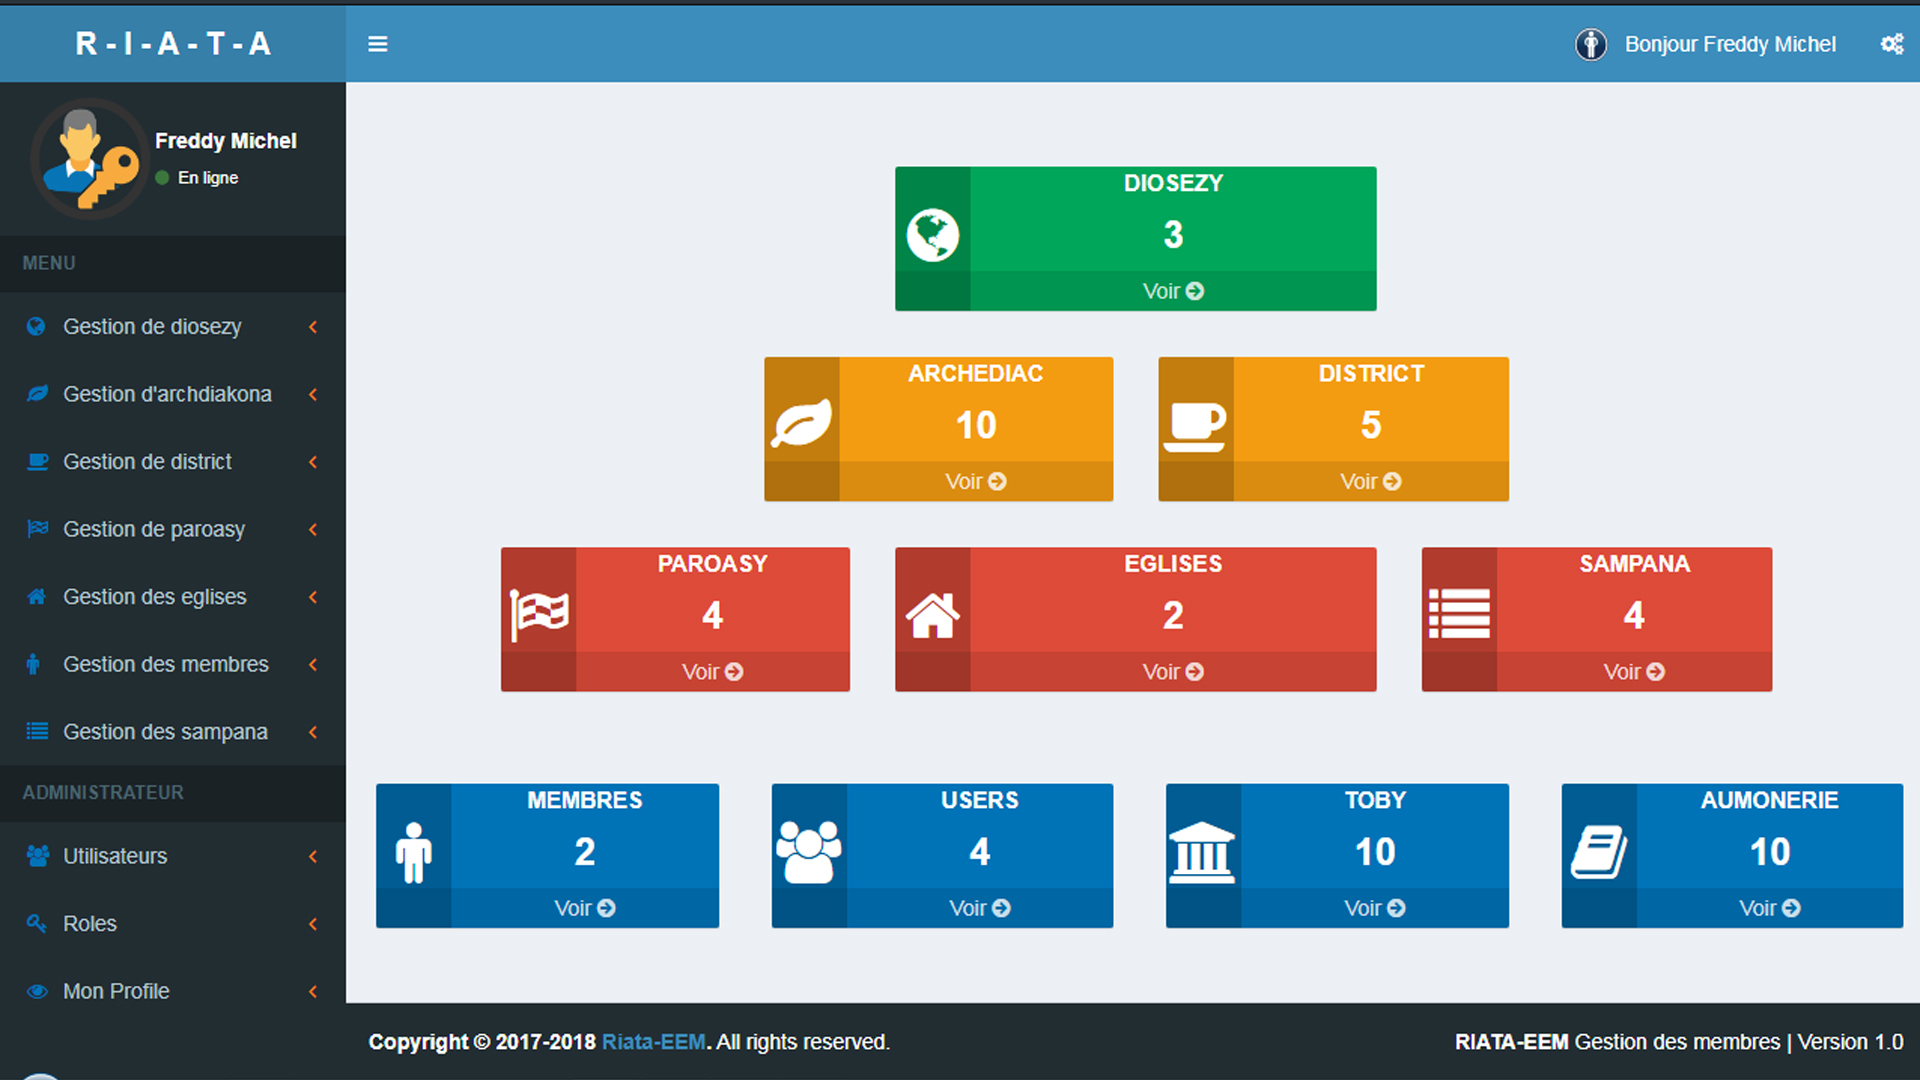 R-I-A-T-A
Bonjour Freddy Michel
Freddy Michel
En ligne
MENU
Gestion de diosezy
Gestion d'archdiakona
Gestion de district
Gestion de paroasy
Gestion des eglises
Gestion des membres
Gestion des sampana
ADMINISTRATEUR
Utilisateurs
Roles
Mon Profile
DIOSEZY
3
Voir
ARCHEDIAC
10
Voir
DISTRICT
5
Voir
PAROASY
4
Voir
EGLISES
2
Voir
SAMPANA
4
Voir
MEMBRES
2
Voir
USERS
4
Voir
TOBY
10
Voir
AUMONERIE
10
Voir
Copyright © 2017-2018 Riata-EEM. All rights reserved.
RIATA-EEM Gestion des membres | Version 1.0